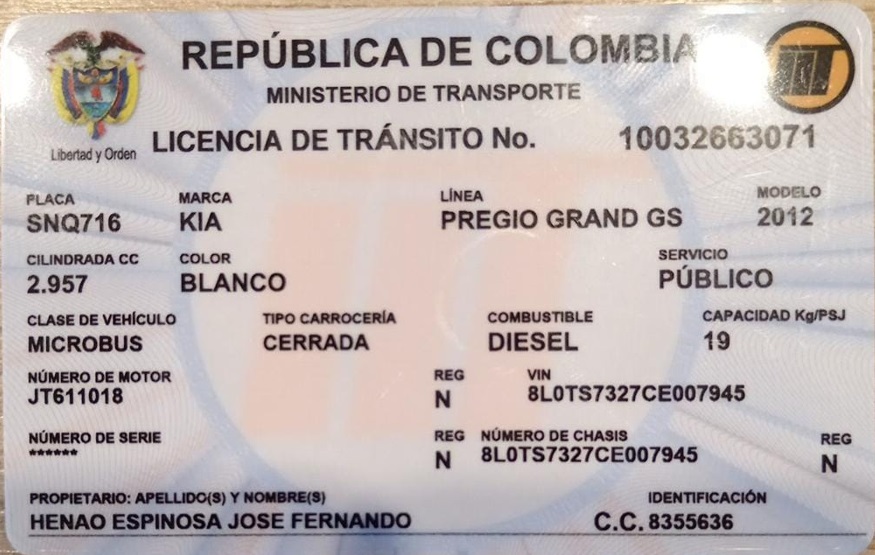 REPÚBLICA DE COLOMBIA
MINISTERIO DE TRANSPORTE
Libertad y Orden
LICENCIA DE TRÁNSITO No. 10032663071
PLACA MARCA LÍNEA MODELO
SNQ716 KIA PREGIO GRAND GS 2012
CILINDRADA CC COLOR SERVICIO
2.957 BLANCO PÚBLICO
CLASE DE VEHÍCULO TIPO CARROCERÍA COMBUSTIBLE CAPACIDAD Kg/PSJ
MICROBUS CERRADA DIESEL 19
NÚMERO DE MOTOR REG VIN
JT611018 N 8L0TS7327CE007945
NÚMERO DE SERIE REG NÚMERO DE CHASIS REG
****** N 8L0TS7327CE007945 N
PROPIETARIO: APELLIDO(S) Y NOMBRE(S) IDENTIFICACIÓN
HENAO ESPINOSA JOSE FERNANDO C.C. 8355636